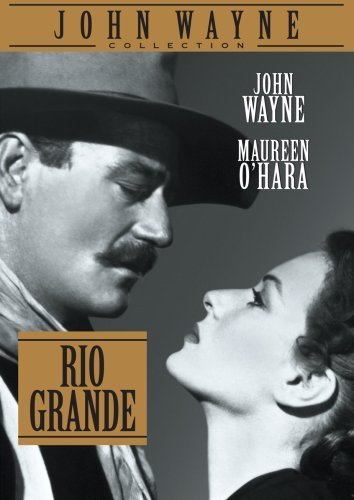 JOHN WAYNE
COLLECTION
JOHN
WAYNE
MAUREEN
O'HARA
RIO
GRANDE